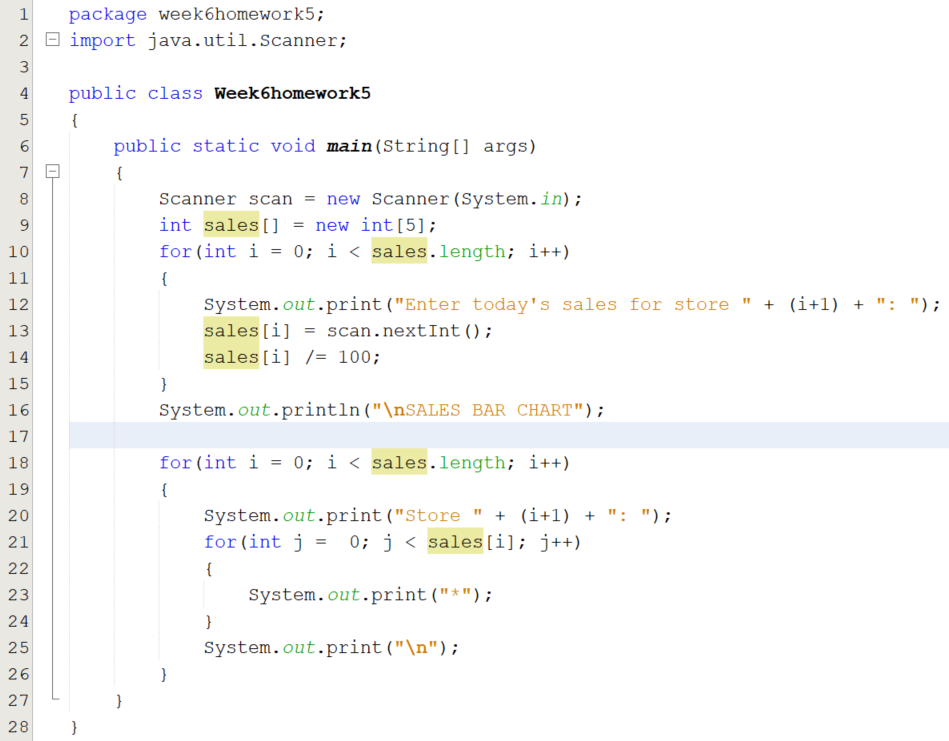 1 package week6homework5;
2 import java.util.Scanner;
3
4 public class Week6homework5
5 {
6     public static void main(String[] args)
7     {
8         Scanner scan = new Scanner(System.in);
9         int sales[] = new int[5];
10         for(int i = 0; i < sales.length; i++)
11         {
12             System.out.print("Enter today's sales for store " + (i+1) + ": ");
13             sales[i] = scan.nextInt();
14             sales[i] /= 100;
15         }
16         System.out.println("\nSALES BAR CHART");
17
18         for(int i = 0; i < sales.length; i++)
19         {
20             System.out.print("Store " + (i+1) + ": ");
21             for(int j =  0; j < sales[i]; j++)
22             {
23                 System.out.print("*");
24             }
25             System.out.print("\n");
26         }
27     }
28 }